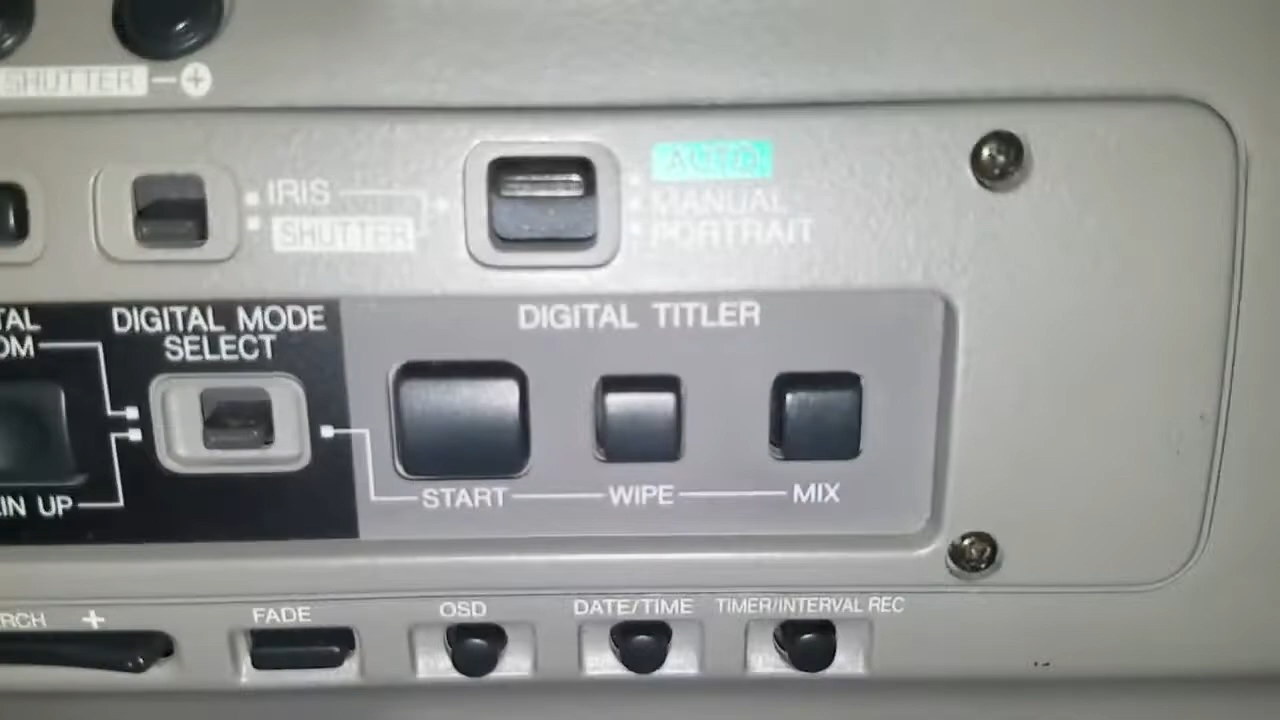 SHUTTER − +
AUTO
IRIS
MANUAL
SHUTTER
PORTRAIT
DIGITAL MODE
SELECT
DIGITAL TITLER
START
WIPE
MIX
UP
+
FADE
OSD
DATE/TIME
TIMER/INTERVAL REC